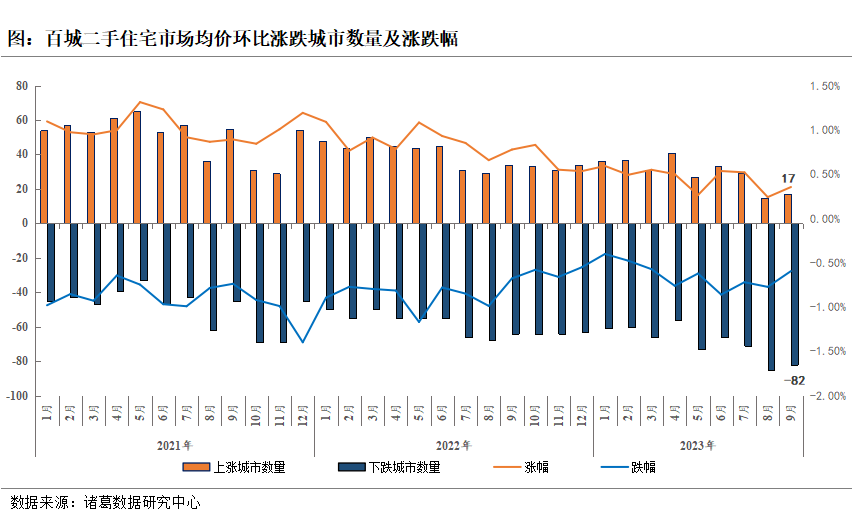 图：百城二手住宅市场均价环比涨跌城市数量及涨跌幅
80 1.50%
60 1.00%
40 0.50%
20 0.00%
0 -0.50%
-20 -1.00%
-40 -1.50%
-60 -2.00%
-80
-100
17
-82
1月 2月 3月 4月 5月 6月 7月 8月 9月 10月 11月 12月 1月 2月 3月 4月 5月 6月 7月 8月 9月 10月 11月 12月 1月 2月 3月 4月 5月 6月 7月 8月 9月
2021年 2022年 2023年
上涨城市数量 下跌城市数量 涨幅 跌幅
数据来源：诸葛数据研究中心